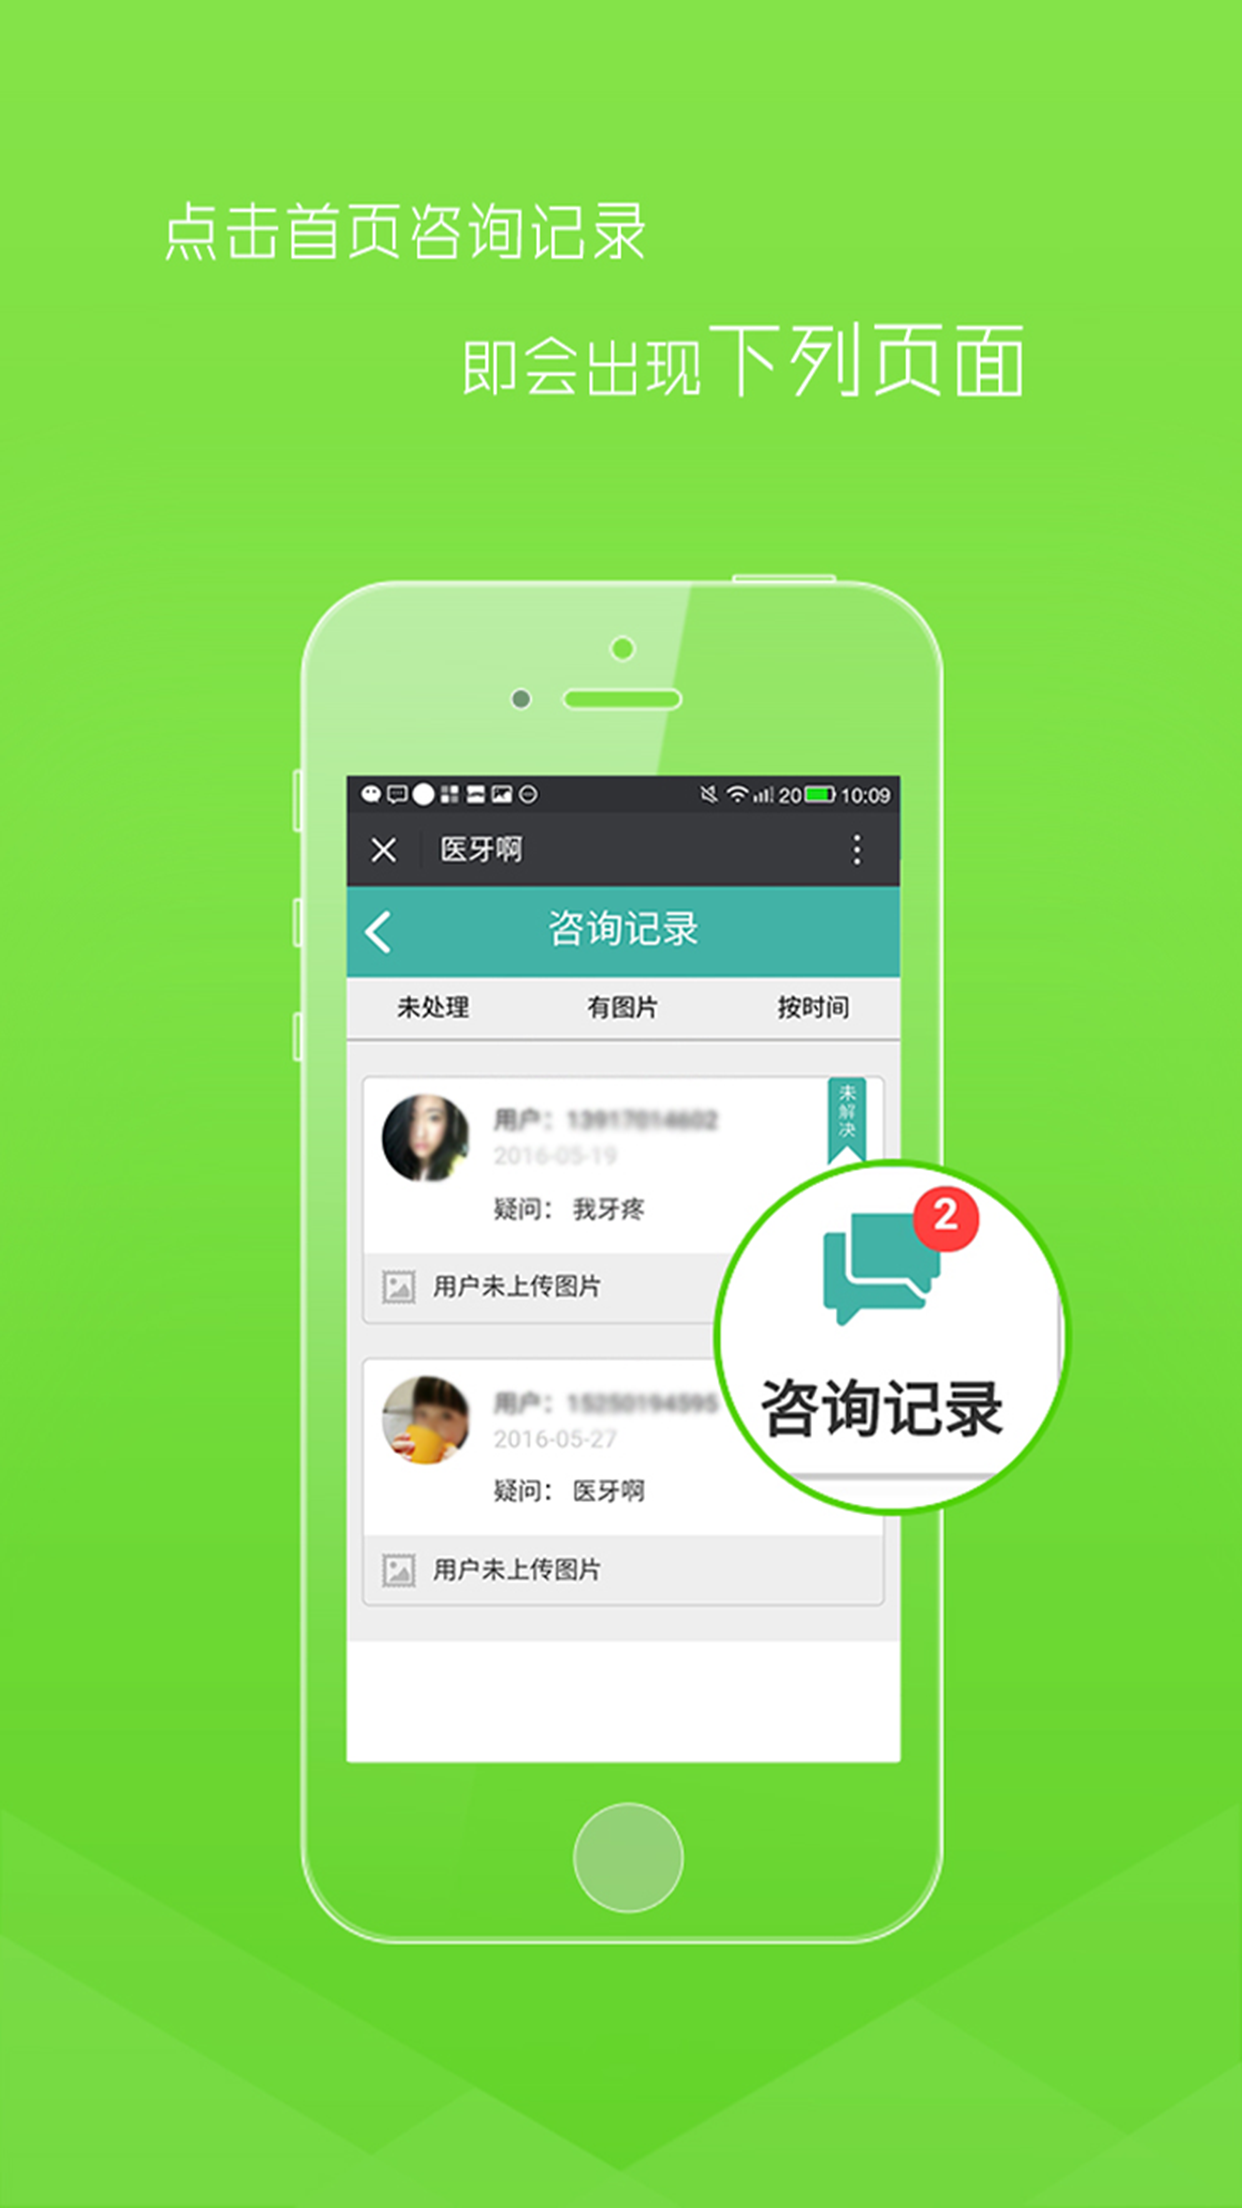 点击首页咨询记录
即会出现下列页面
20 10:09
医牙啊
咨询记录
未处理 有图片 按时间
用户：
2016-05-19
疑问： 我牙疼
未解决
用户未上传图片
2
咨询记录
用户：
2016-05-27
疑问： 医牙啊
用户未上传图片